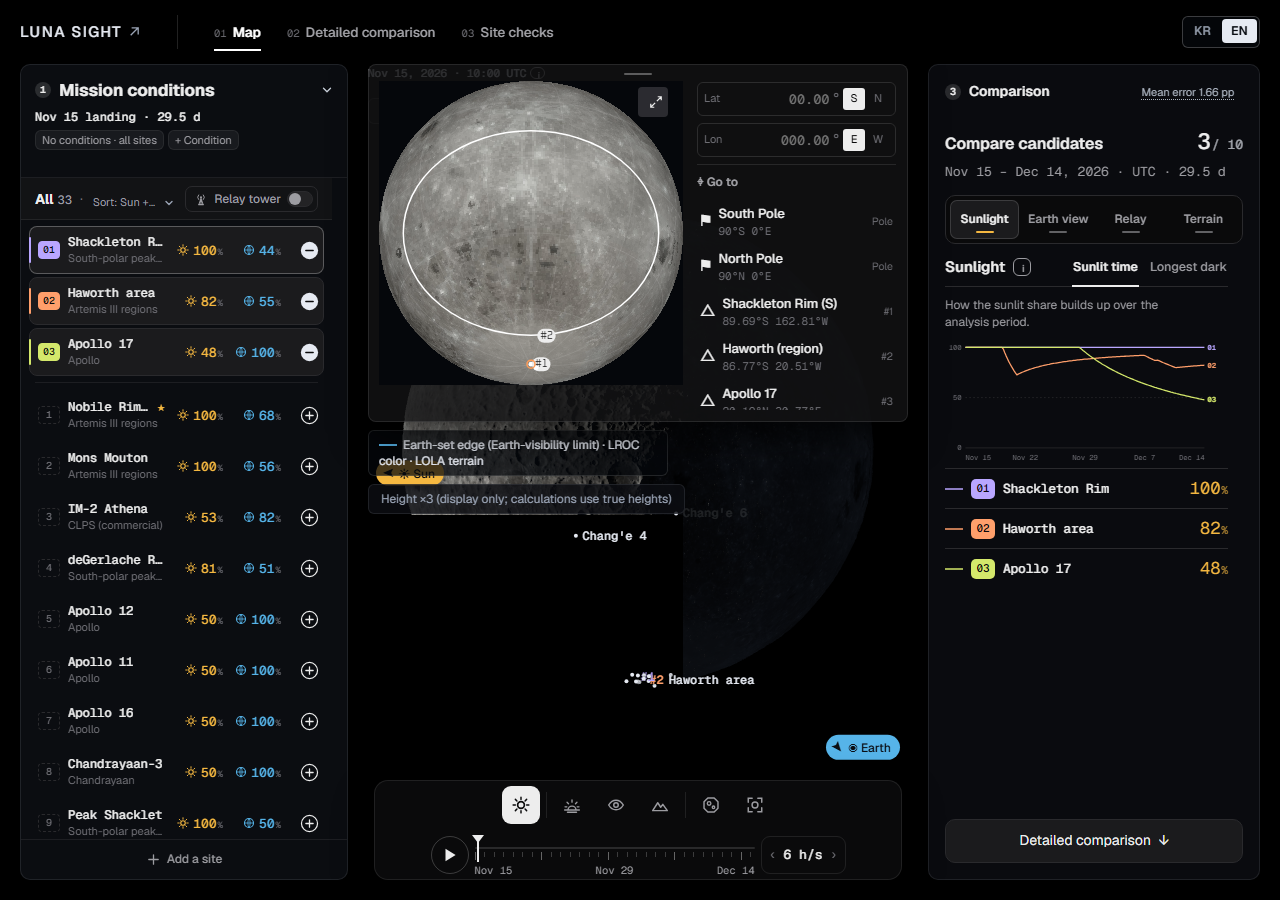 LUNA SIGHT
01 Map
02 Detailed comparison
03 Site checks
KR EN
1 Mission conditions
Nov 15 landing · 29.5 d
No conditions · all sites
+ Condition
All 33 · Sort: Sun +…
Relay tower
01 Shackleton R… 100% 44%
South-polar peak…
02 Haworth area 82% 55%
Artemis III regions
03 Apollo 17 48% 100%
Apollo
1 Nobile Rim… ★ 100% 68%
Artemis III regions
2 Mons Mouton 100% 56%
Artemis III regions
3 IM-2 Athena 53% 82%
CLPS (commercial)
4 deGerlache R… 81% 51%
South-polar peak…
5 Apollo 12 50% 100%
Apollo
6 Apollo 11 50% 100%
Apollo
7 Apollo 16 50% 100%
Apollo
8 Chandrayaan-3 50% 100%
Chandrayaan
9 Peak Shacklet 100% 50%
South-polar peak…
+ Add a site
Nov 15, 2026 · 10:00 UTC i
#2
#1
Lat 00.00° S N
Lon 000.00° E W
Go to
South Pole Pole
90°S 0°E
North Pole Pole
90°N 0°E
Shackleton Rim (S) #1
89.69°S 162.81°W
Haworth (region) #2
86.77°S 20.51°W
Apollo 17 #3
Earth-set edge (Earth-visibility limit) · LROC
color · LOLA terrain
Sun
Height ×3 (display only; calculations use true heights)
Chang'e 6
Chang'e 4
#2 Haworth area
Earth
6 h/s
Nov 15 Nov 29 Dec 14
3 Comparison
Mean error 1.66 pp
Compare candidates 3 / 10
Nov 15 – Dec 14, 2026 · UTC · 29.5 d
Sunlight Earth view Relay Terrain
Sunlight i Sunlit time Longest dark
How the sunlit share builds up over the
analysis period.
100
50
0
01
02
03
Nov 15 Nov 22 Nov 29 Dec 7 Dec 14
01 Shackleton Rim 100%
02 Haworth area 82%
03 Apollo 17 48%
Detailed comparison ↓